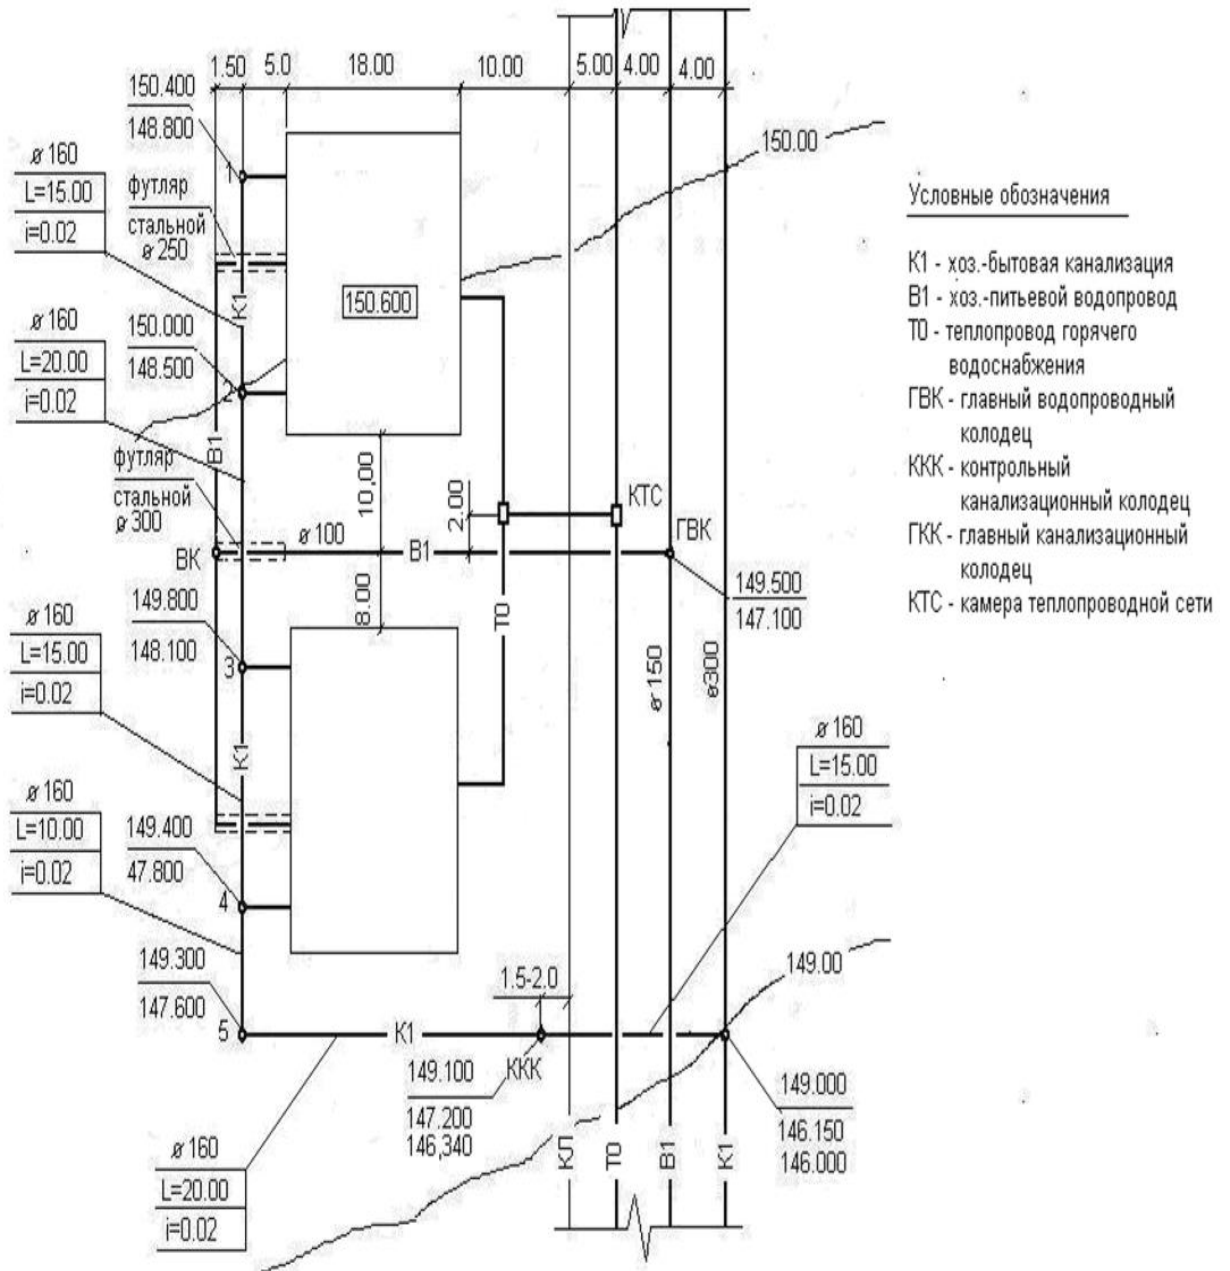 1.50
5.0
18.00
10.00
5.00
4.00
4.00
150.400
148.800
ø 160
L=15.00
i=0.02
1
футляр
стальной
ø 250
150.00
К1
150.600
ø 160
L=20.00
i=0.02
150.000
148.500
2
В1
футляр
стальной
ø 300
10,00
2.00
КТС
ГВК
ВК
ø 100
В1
149.500
147.100
8.00
Т0
149.800
148.100
3
ø 160
L=15.00
i=0.02
ø 150
ø300
К1
ø 160
L=15.00
i=0.02
ø 160
L=10.00
i=0.02
149.400
47.800
4
149.300
147.600
5
1.5-2.0
149.00
К1
ККК
149.100
147.200
146,340
149.000
146.150
146.000
ø 160
L=20.00
i=0.02
КЛ
Т0
В1
К1
Условные обозначения
К1 - хоз.-бытовая канализация
В1 - хоз.-питьевой водопровод
Т0 - теплопровод горячего
водоснабжения
ГВК - главный водопроводный
колодец
ККК - контрольный
канализационный колодец
ГКК - главный канализационный
колодец
КТС - камера теплопроводной сети